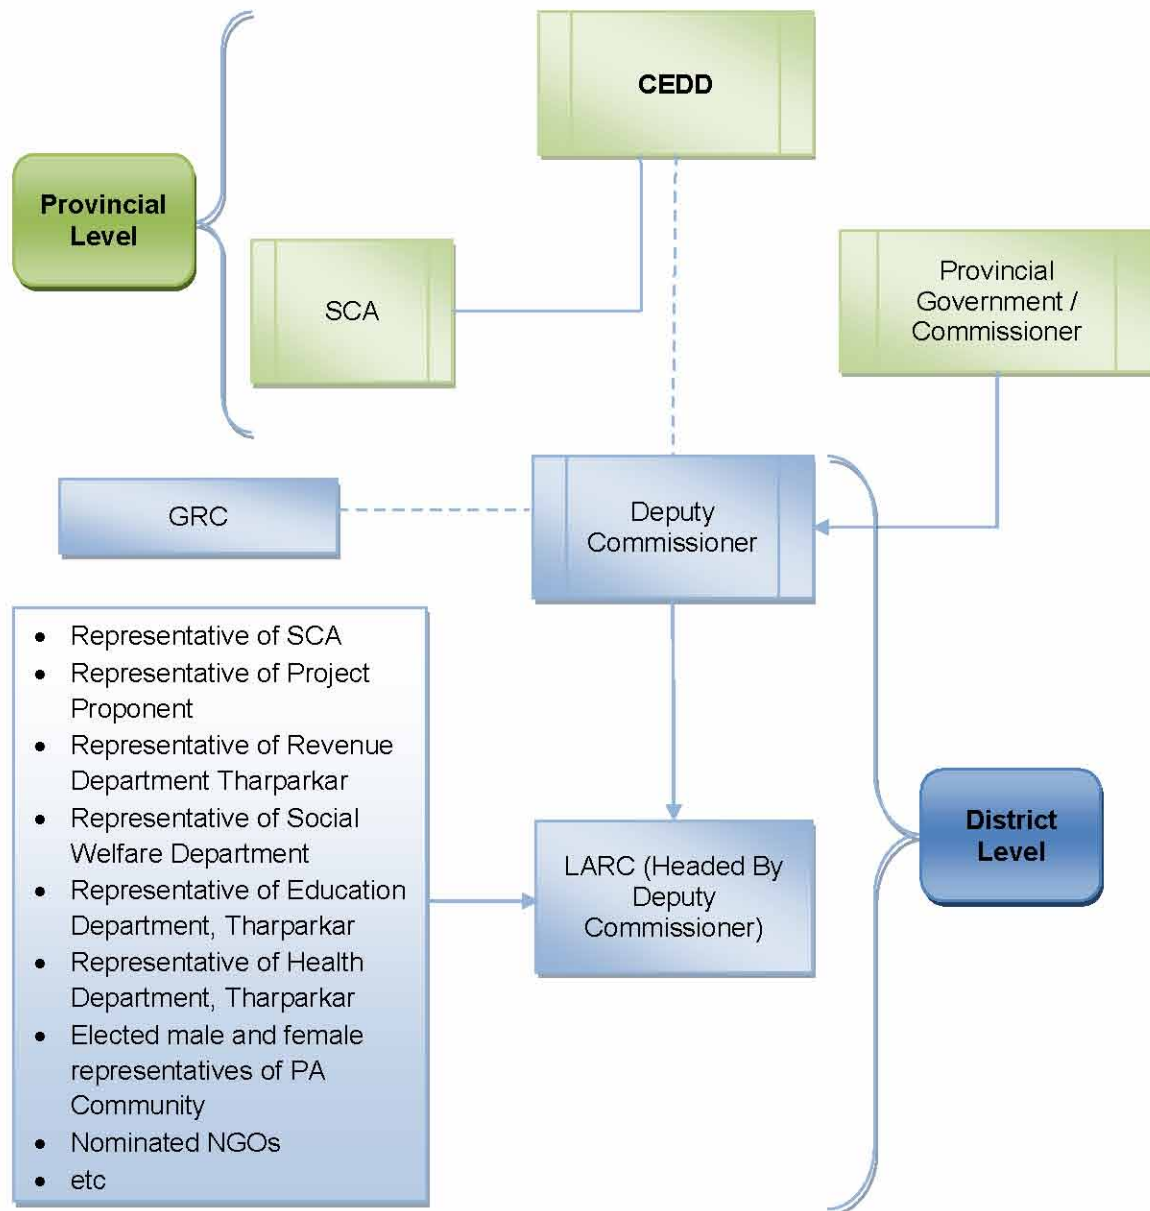 CEDD
Provincial
Level
SCA
Provincial
Government /
Commissioner
GRC
Deputy
Commissioner
• Representative of SCA
• Representative of Project
Proponent
• Representative of Revenue
Department Tharparkar
• Representative of Social
Welfare Department
• Representative of Education
Department, Tharparkar
• Representative of Health
Department, Tharparkar
• Elected male and female
representatives of PA
Community
• Nominated NGOs
• etc
LARC (Headed By
Deputy
Commissioner)
District
Level